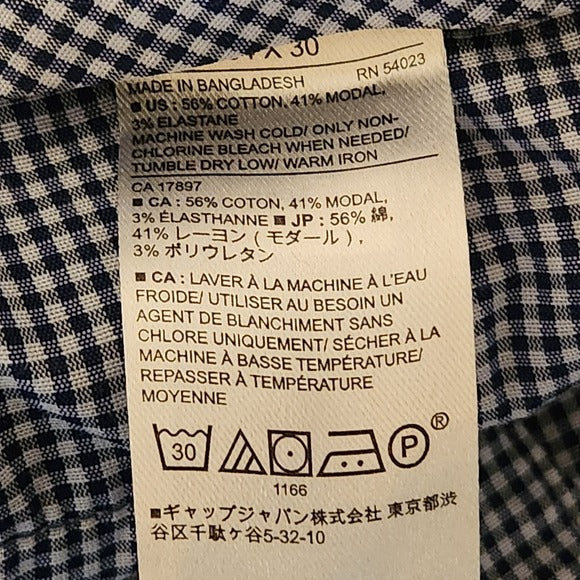 X 30
MADE IN BANGLADESH RN 54023
■ US : 56% COTTON, 41% MODAL,
3% ELASTANE
MACHINE WASH COLD/ ONLY NON-
CHLORINE BLEACH WHEN NEEDED/
TUMBLE DRY LOW/ WARM IRON
CA 17897
■ CA : 56% COTON, 41% MODAL,
3% ÉLASTHANNE ■ JP : 56% 綿,
41% レーヨン ( モダール ),
3% ポリウレタン
■ CA : LAVER À LA MACHINE À L'EAU
FROIDE/ UTILISER AU BESOIN UN
AGENT DE BLANCHIMENT SANS
CHLORE UNIQUEMENT/ SÉCHER À LA
MACHINE À BASSE TEMPÉRATURE/
REPASSER À TEMPÉRATURE
MOYENNE
30 P ®
1166
■ギャップジャパン株式会社 東京都渋
谷区千駄ヶ谷5-32-10